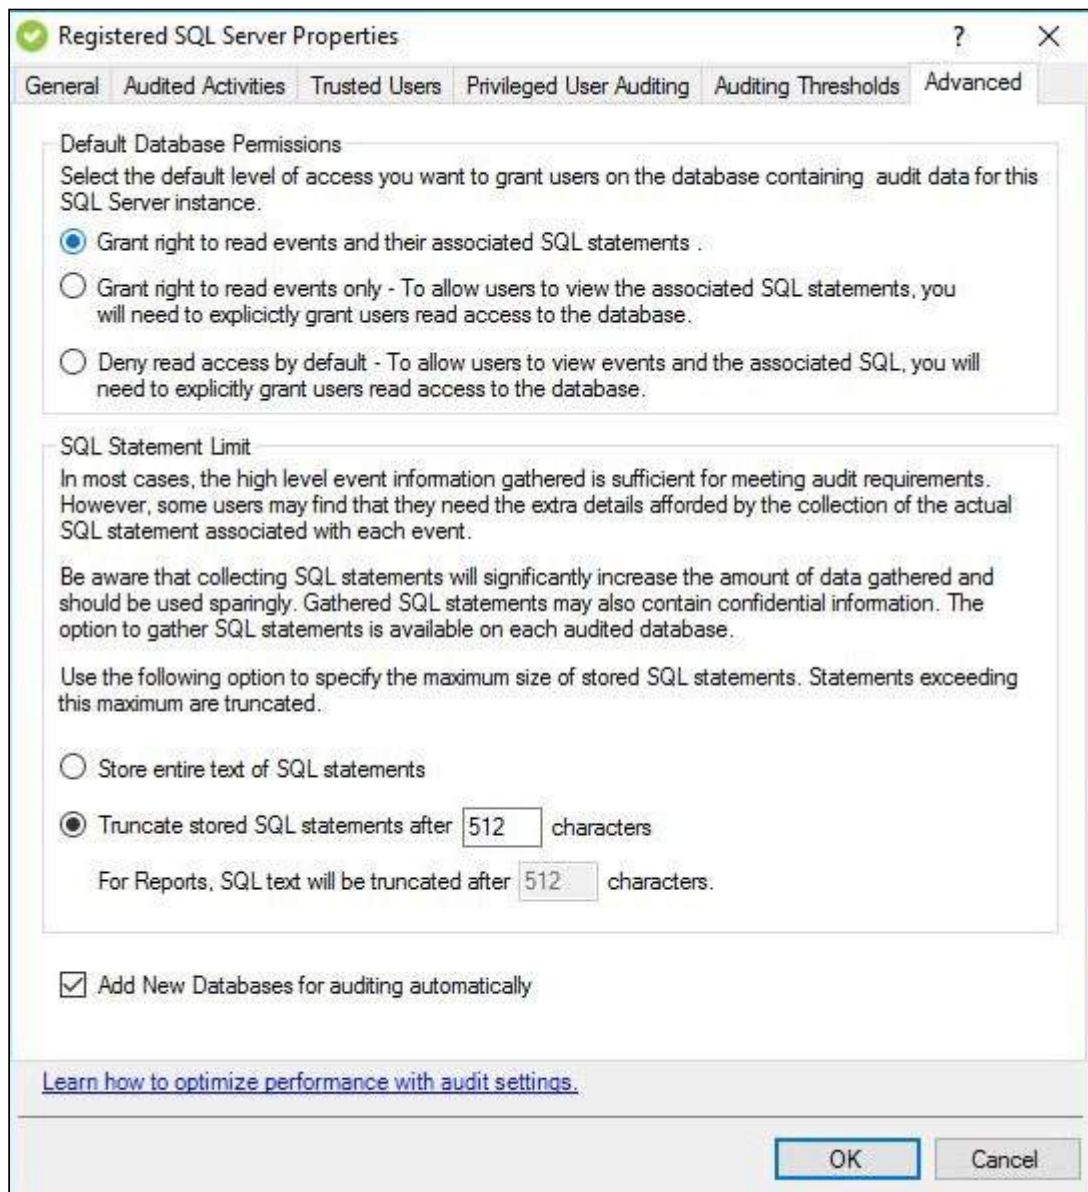 Registered SQL Server Properties
?
General
Audited Activities
Trusted Users
Privileged User Auditing
Auditing Thresholds
Advanced
Default Database Permissions
Select the default level of access you want to grant users on the database containing  audit data for this
SQL Server instance.
Grant right to read events and their associated SQL statements .
Grant right to read events only - To allow users to view the associated SQL statements, you
will need to explicictly grant users read access to the database.
Deny read access by default - To allow users to view events and the associated SQL, you will
need to explicitly grant users read access to the database.
SQL Statement Limit
In most cases, the high level event information gathered is sufficient for meeting audit requirements.
However, some users may find that they need the extra details afforded by the collection of the actual
SQL statement associated with each event.
Be aware that collecting SQL statements will significantly increase the amount of data gathered and
should be used sparingly. Gathered SQL statements may also contain confidential information. The
option to gather SQL statements is available on each audited database.
Use the following option to specify the maximum size of stored SQL statements. Statements exceeding
this maximum are truncated.
Store entire text of SQL statements
Truncate stored SQL statements after 512 characters
For Reports, SQL text will be truncated after 512 characters.
Add New Databases for auditing automatically
Learn how to optimize performance with audit settings.
OK
Cancel